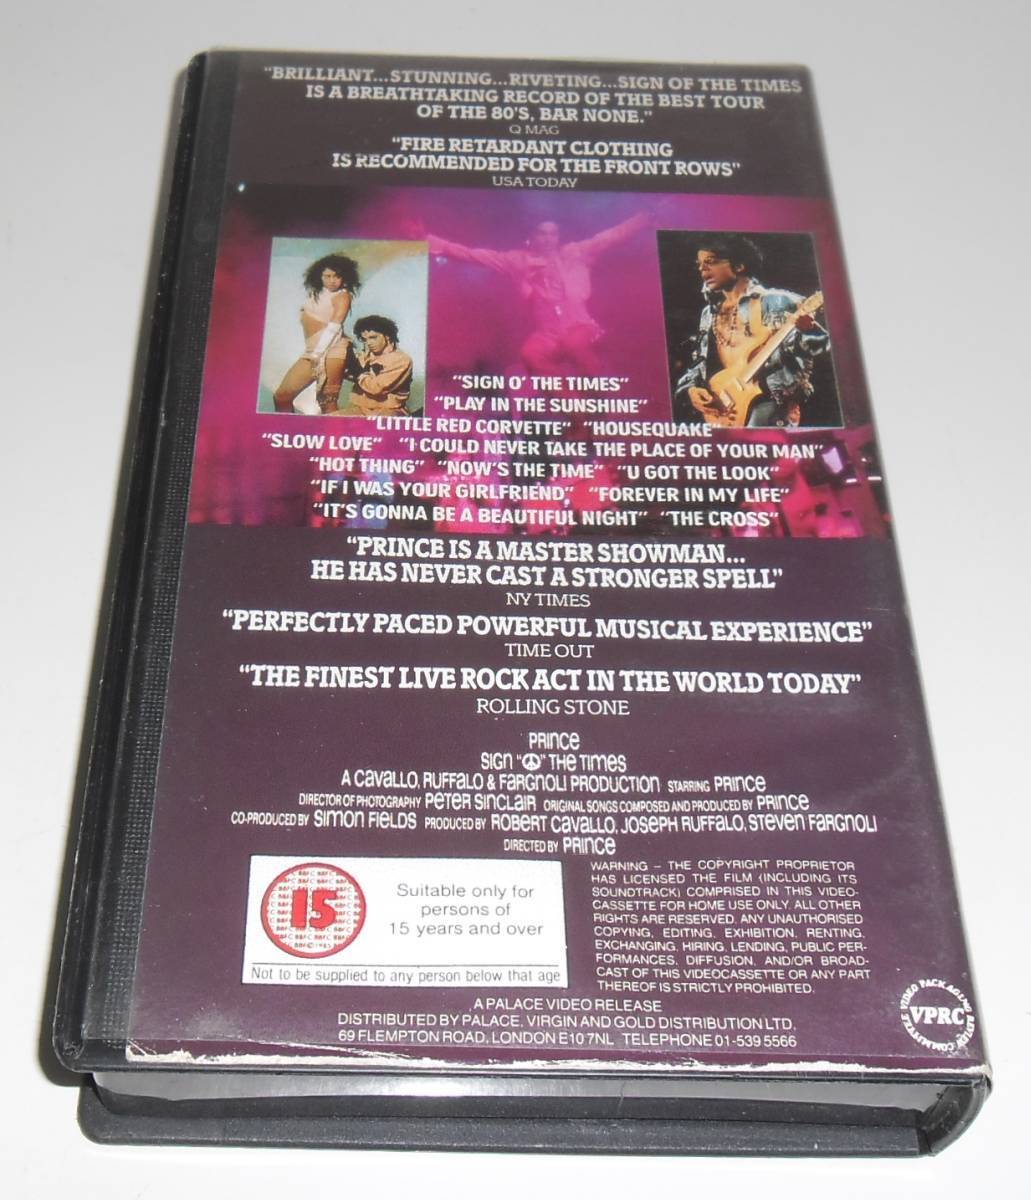 "BRILLIANT...STUNNING...RIVETING...SIGN OF THE TIMES
IS A BREATHTAKING RECORD OF THE BEST TOUR
OF THE 80'S, BAR NONE."
Q MAG
"FIRE RETARDANT CLOTHING
IS RECOMMENDED FOR THE FRONT ROWS"
USA TODAY
"SIGN O' THE TIMES"
"PLAY IN THE SUNSHINE"
"LITTLE RED CORVETTE" "HOUSEQUAKE"
"SLOW LOVE" "I COULD NEVER TAKE THE PLACE OF YOUR MAN"
"HOT THING" "NOW'S THE TIME" "U GOT THE LOOK"
"IF I WAS YOUR GIRLFRIEND" "FOREVER IN MY LIFE"
"IT'S GONNA BE A BEAUTIFUL NIGHT" "THE CROSS"
"PRINCE IS A MASTER SHOWMAN...
HE HAS NEVER CAST A STRONGER SPELL"
NY TIMES
"PERFECTLY PACED POWERFUL MUSICAL EXPERIENCE"
TIME OUT
"THE FINEST LIVE ROCK ACT IN THE WORLD TODAY"
ROLLING STONE
PRINCE
SIGN "☮" THE TIMES
A CAVALLO, RUFFALO & FARGNOLI PRODUCTION STARRING PRINCE
DIRECTOR OF PHOTOGRAPHY PETER SINCLAIR ORIGINAL SONGS COMPOSED AND PRODUCED BY PRINCE
CO-PRODUCED BY SIMON FIELDS PRODUCED BY ROBERT CAVALLO, JOSEPH RUFFALO, STEVEN FARGNOLI
DIRECTED BY PRINCE
15
Suitable only for
persons of
15 years and over
Not to be supplied to any person below that age
WARNING – THE COPYRIGHT PROPRIETOR
HAS LICENSED THE FILM (INCLUDING ITS
SOUNDTRACK) COMPRISED IN THIS VIDEO-
CASSETTE FOR HOME USE ONLY. ALL OTHER
RIGHTS ARE RESERVED. ANY UNAUTHORISED
COPYING, EDITING, EXHIBITION, RENTING,
EXCHANGING, HIRING, LENDING, PUBLIC PER-
FORMANCES, DIFFUSION, AND/OR BROAD-
CAST OF THIS VIDEOCASSETTE OR ANY PART
THEREOF IS STRICTLY PROHIBITED.
A PALACE VIDEO RELEASE
DISTRIBUTED BY PALACE, VIRGIN AND GOLD DISTRIBUTION LTD.
69 FLEMPTON ROAD, LONDON E10 7NL TELEPHONE 01-539 5566
VIDEO PACKAGING REVIEW COMMITTEE
VPRC